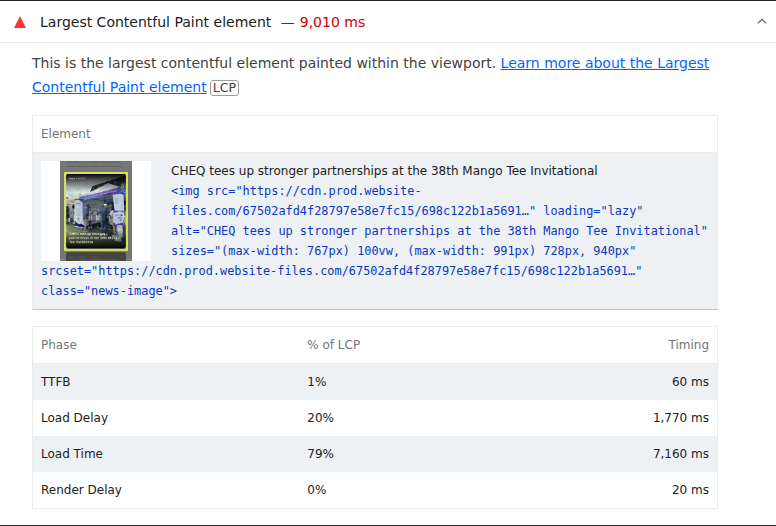 Largest Contentful Paint element — 9,010 ms
This is the largest contentful element painted within the viewport. Learn more about the Largest
Contentful Paint element LCP
Element
CHEQ tees up stronger partnerships at the 38th Mango Tee Invitational
<img src="https://cdn.prod.website-
files.com/67502afd4f28797e58e7fc15/698c122b1a5691…" loading="lazy"
alt="CHEQ tees up stronger partnerships at the 38th Mango Tee Invitational"
sizes="(max-width: 767px) 100vw, (max-width: 991px) 728px, 940px"
srcset="https://cdn.prod.website-files.com/67502afd4f28797e58e7fc15/698c122b1a5691…"
class="news-image">
Phase % of LCP Timing
TTFB 1% 60 ms
Load Delay 20% 1,770 ms
Load Time 79% 7,160 ms
Render Delay 0% 20 ms